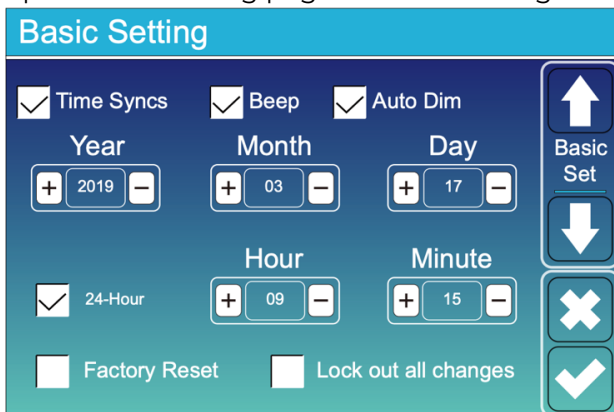 Basic Setting
Time Syncs Beep Auto Dim
Year Month Day
+ 2019 − + 03 − + 17 −
Basic
Set
Hour Minute
24-Hour + 09 − + 15 −
Factory Reset Lock out all changes